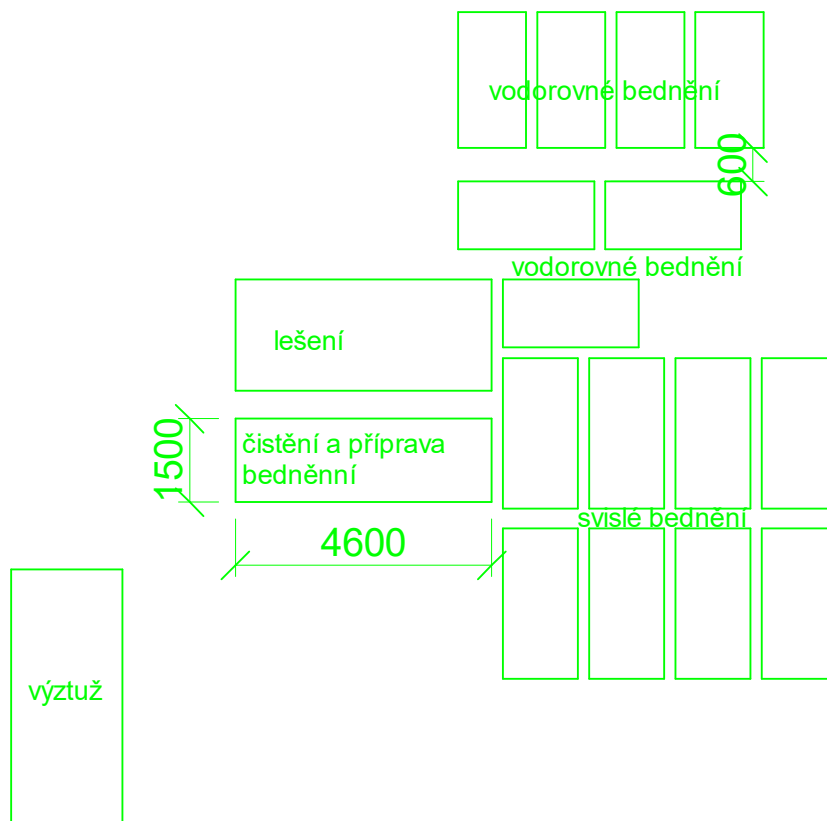 vodorovné bednění
600
vodorovné bednění
lešení
1500
čistění a příprava
bedněnní
svislé bednění
4600
výztuž